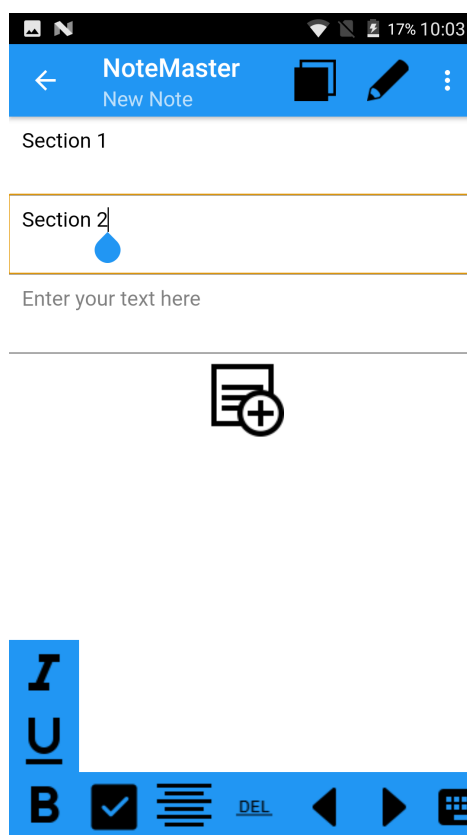 17% 10:03
NoteMaster
New Note
Section 1
Section 2
Enter your text here
I
U
B
DEL